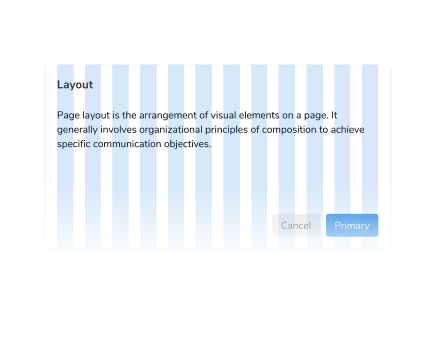 Layout
Page layout is the arrangement of visual elements on a page. It
generally involves organizational principles of composition to achieve
specific communication objectives.
Cancel
Primary